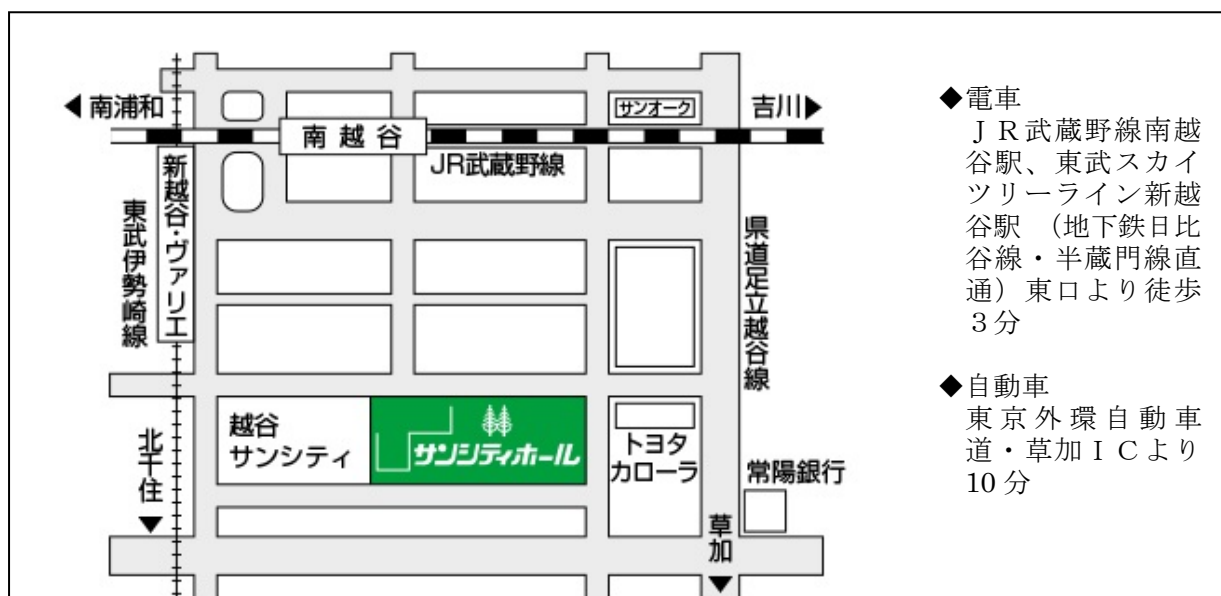 ◀南浦和
サンオーク
吉川▶
南越谷
JR武蔵野線
新越谷・ヴァリエ
東武伊勢崎線
県道足立越谷線
越谷
サンシティ
サンシティホール
トヨタ
カローラ
常陽銀行
北千住▼
草加▼
◆電車
ＪＲ武蔵野線南越
谷駅、東武スカイ
ツリーライン新越
谷駅　（地下鉄日比
谷線・半蔵門線直
通）東口より徒歩
３分
◆自動車
東京外環自動車
道・草加ＩＣより
10分